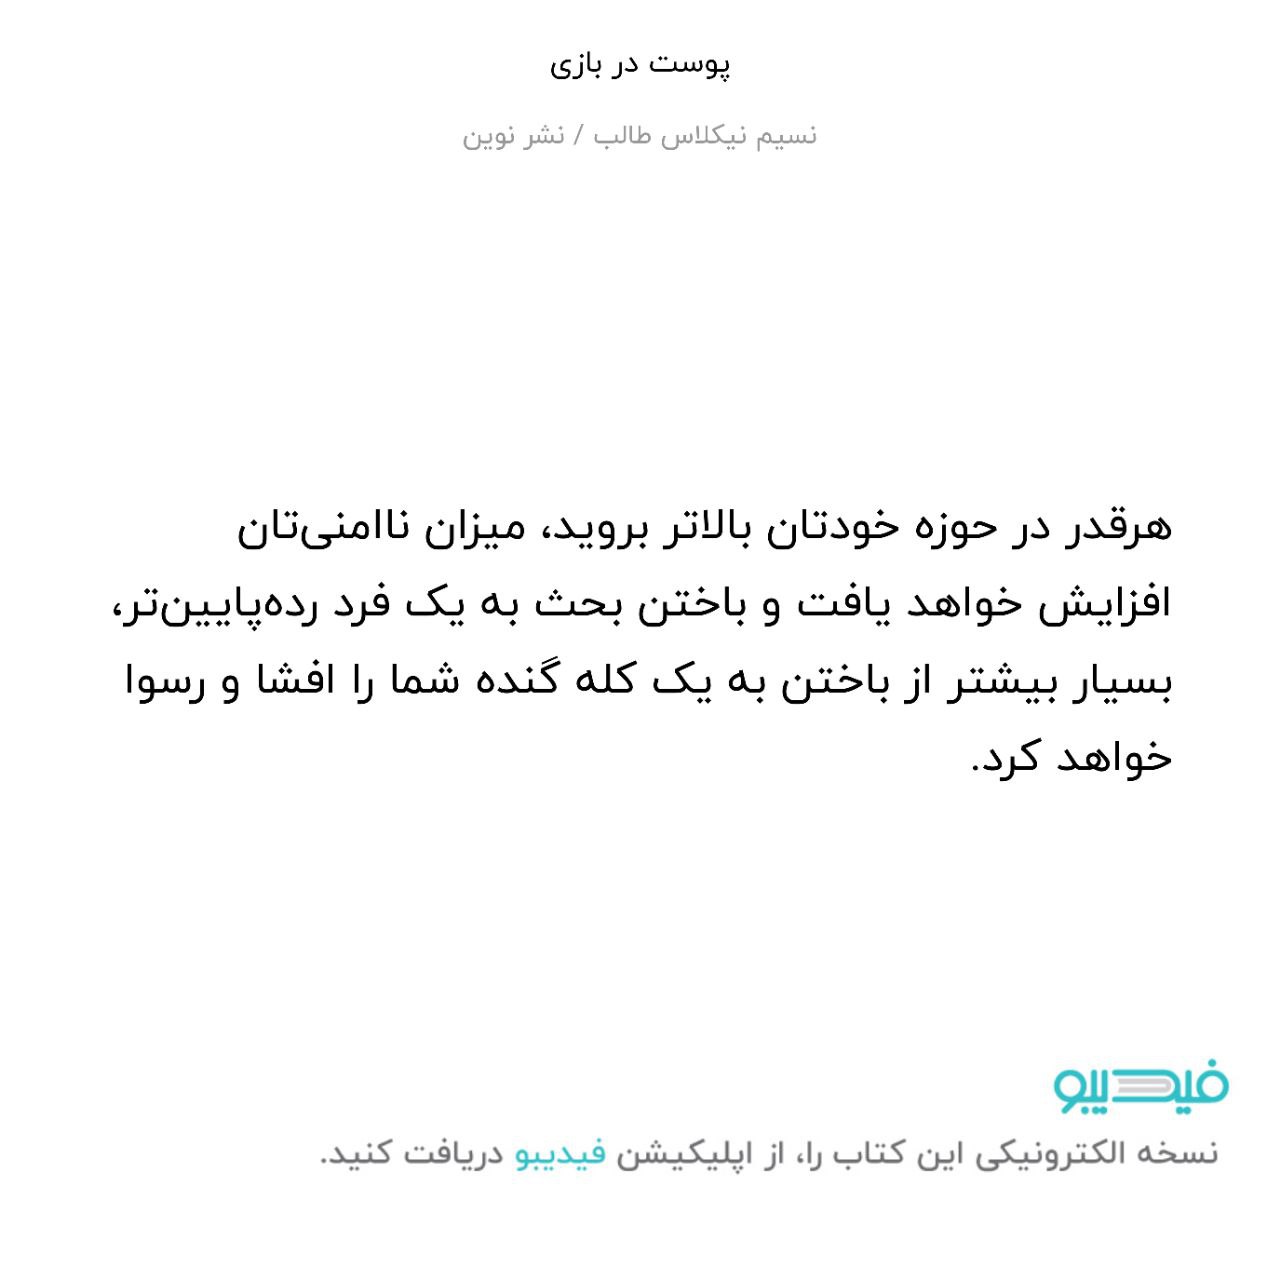 پوست در بازی
نسیم نیکلاس طالب / نشر نوین
هرقدر در حوزه خودتان بالاتر بروید، میزان ناامنی‌تان
افزایش خواهد یافت و باختن بحث به یک فرد رده‌پایین‌تر،
بسیار بیشتر از باختن به یک کله گنده شما را افشا و رسوا
خواهد کرد.
فیدیبو
نسخه الکترونیکی این کتاب را، از اپلیکیشن فیدیبو دریافت کنید.